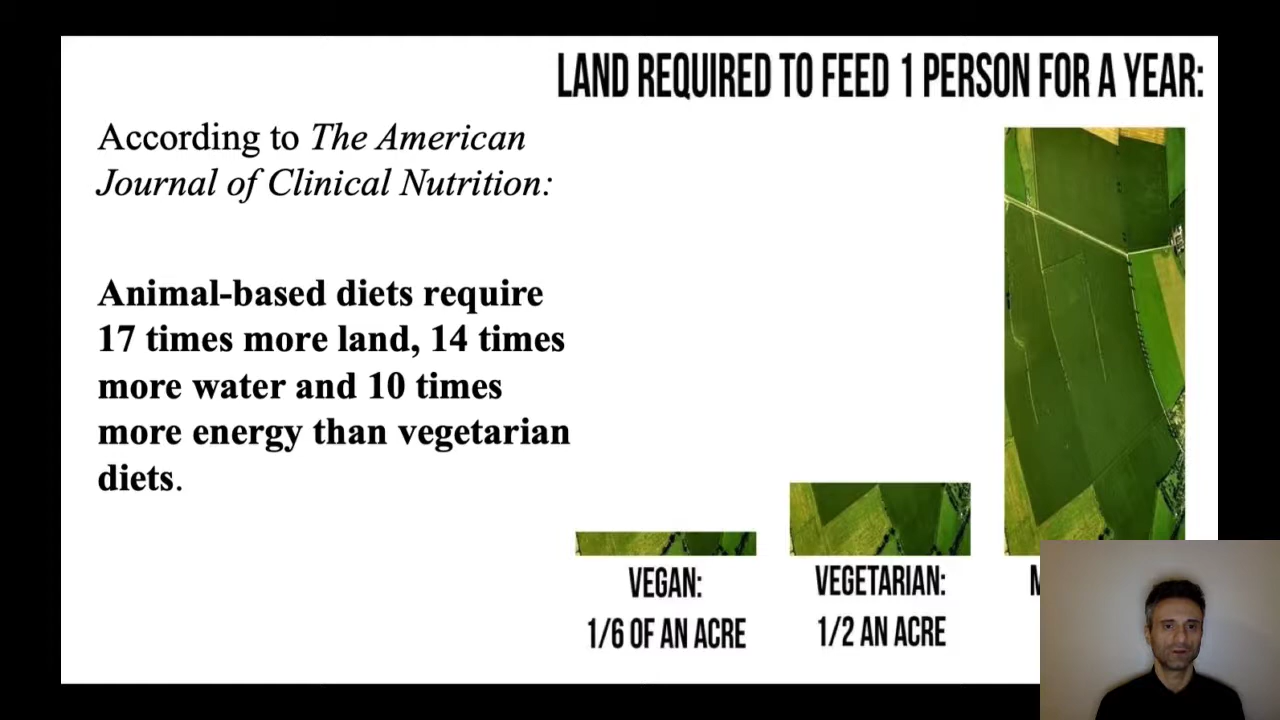 LAND REQUIRED TO FEED 1 PERSON FOR A YEAR:
According to The American
Journal of Clinical Nutrition:
Animal-based diets require
17 times more land, 14 times
more water and 10 times
more energy than vegetarian
diets.
VEGAN:
1/6 OF AN ACRE
VEGETARIAN:
1/2 AN ACRE